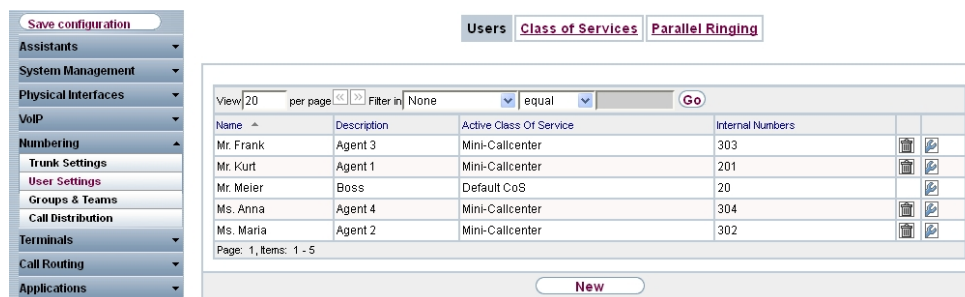 Save configuration
Assistants
System Management
Physical Interfaces
VoIP
Numbering
Trunk Settings
User Settings
Groups & Teams
Call Distribution
Terminals
Call Routing
Applications
Users Class of Services Parallel Ringing
View 20 per page << >> Filter in None equal Go
Name Description Active Class Of Service Internal Numbers
Mr. Frank Agent 3 Mini-Callcenter 303
Mr. Kurt Agent 1 Mini-Callcenter 201
Mr. Meier Boss Default CoS 20
Ms. Anna Agent 4 Mini-Callcenter 304
Ms. Maria Agent 2 Mini-Callcenter 302
Page: 1, Items: 1 - 5
New